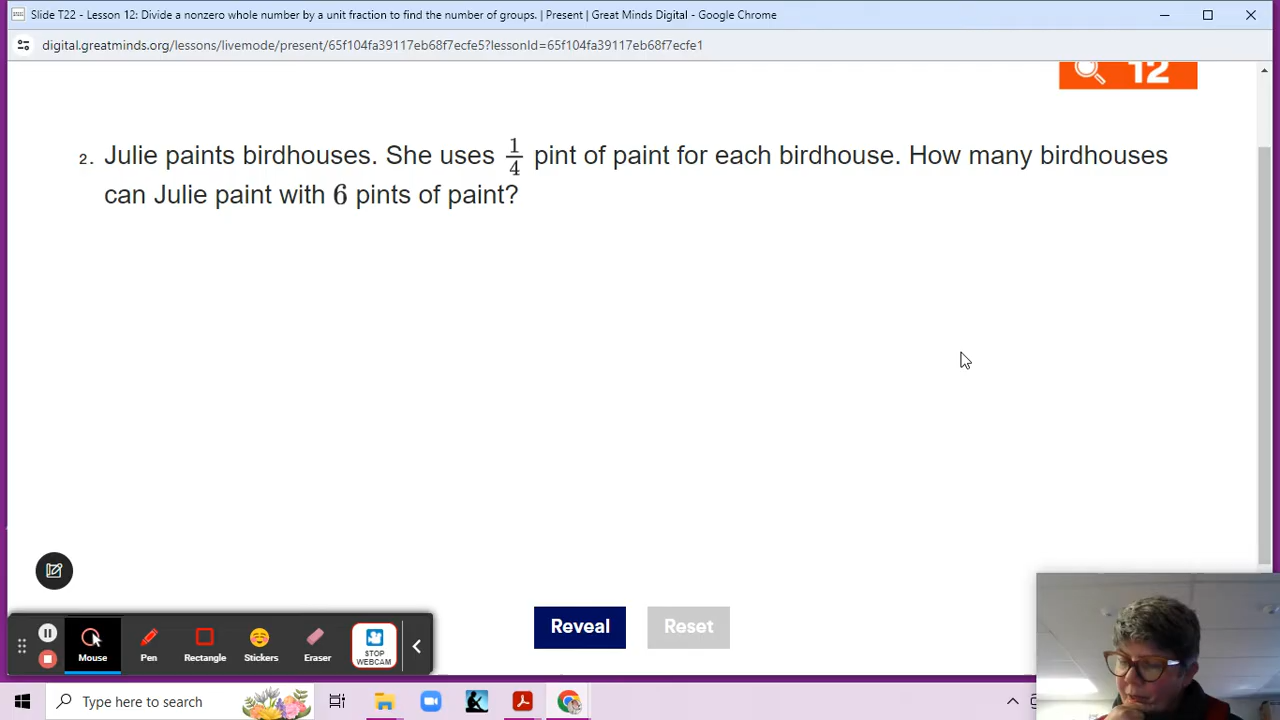 Slide T22 - Lesson 12: Divide a nonzero whole number by a unit fraction to find the number of groups. | Present | Great Minds Digital - Google Chrome
digital.greatminds.org/lessons/livemode/present/65f104fa39117eb68f7ecfe5?lessonId=65f104fa39117eb68f7ecfe1
12
2. Julie paints birdhouses. She uses 1/4 pint of paint for each birdhouse. How many birdhouses
can Julie paint with 6 pints of paint?
Reveal Reset
Mouse Pen Rectangle Stickers Eraser STOP WEBCAM
Type here to search